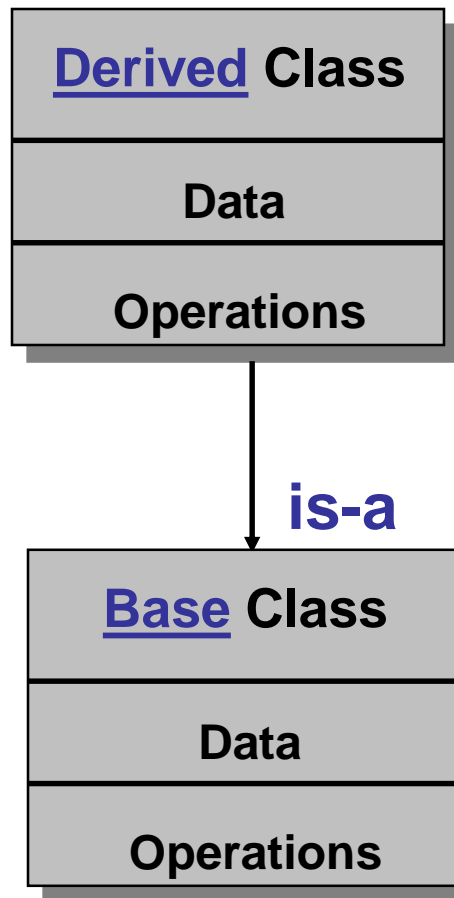 Derived Class
Data
Operations
is-a
Base Class
Data
Operations